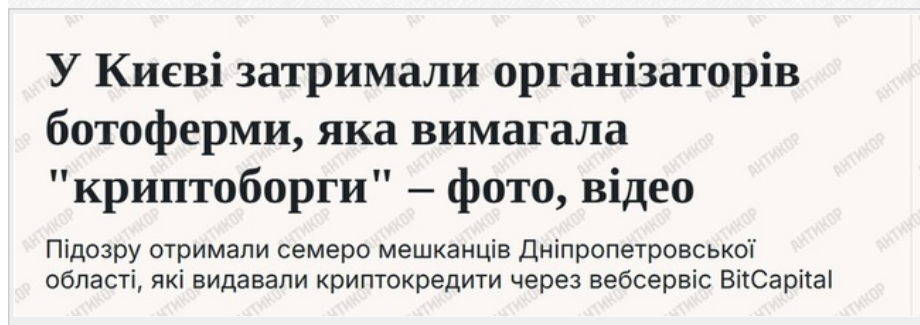 У Києві затримали організаторів
ботоферми, яка вимагала
"криптоборги" – фото, відео
Підозру отримали семеро мешканців Дніпропетровської
області, які видавали криптокредити через вебсервіс BitCapital
АНТИКОР